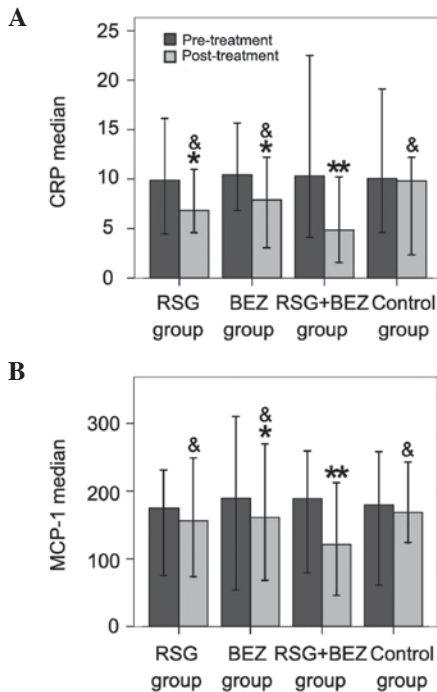 A
Pre-treatment
Post-treatment
25
20
15
10
5
0
CRP median
&
*
&
*
**
&
RSG BEZ RSG+BEZ Control
group group group group
B
300
200
100
0
MCP-1 median
&
&
*
**
&
RSG BEZ RSG+BEZ Control
group group group group